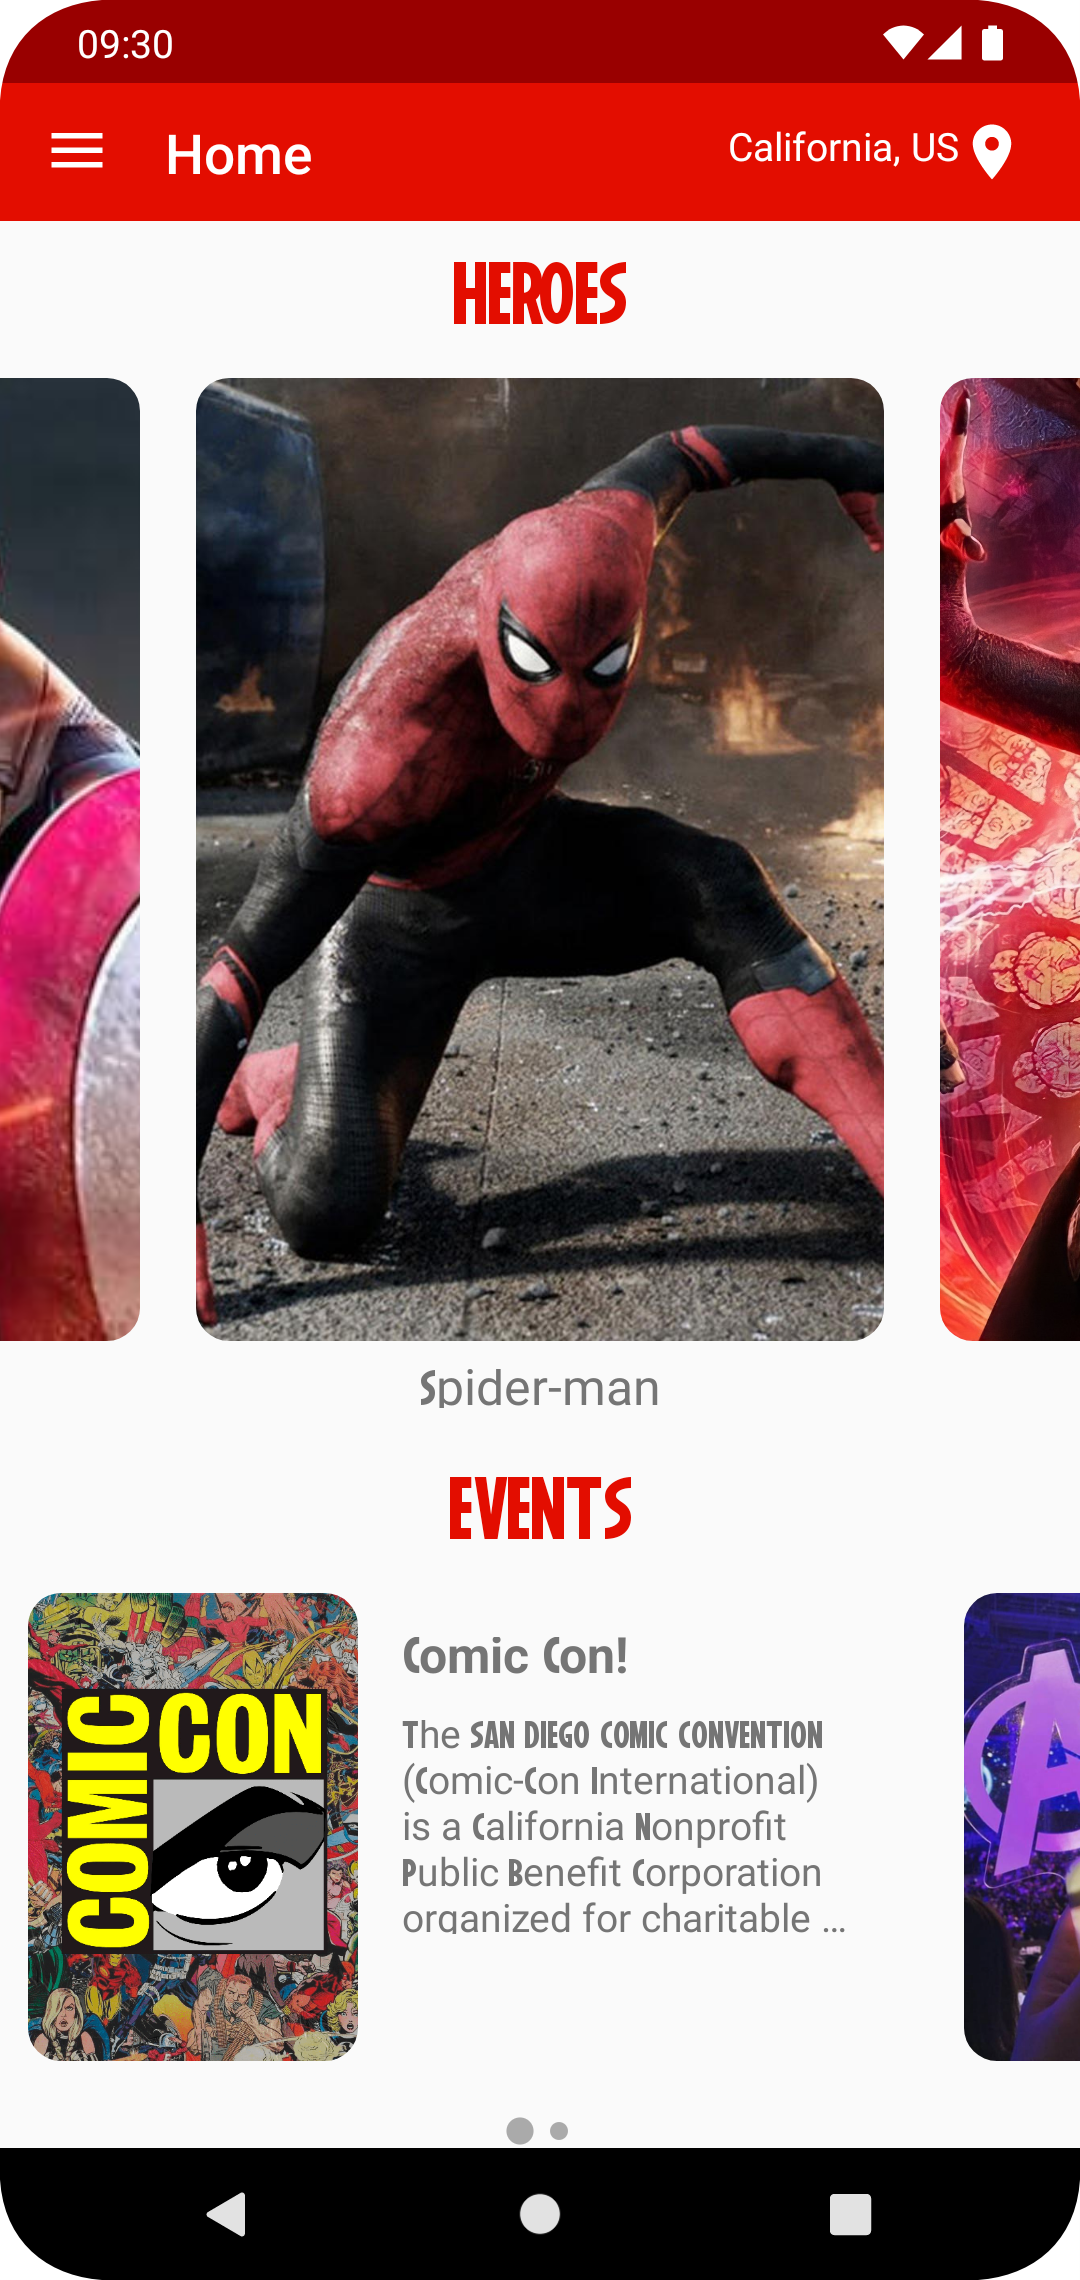 09:30
Home
California, US
HEROES
Spider-man
EVENTS
COMIC
CON
Comic Con!
The SAN DIEGO COMIC CONVENTION
(Comic-Con International)
is a California Nonprofit
Public Benefit Corporation
organized for charitable ...